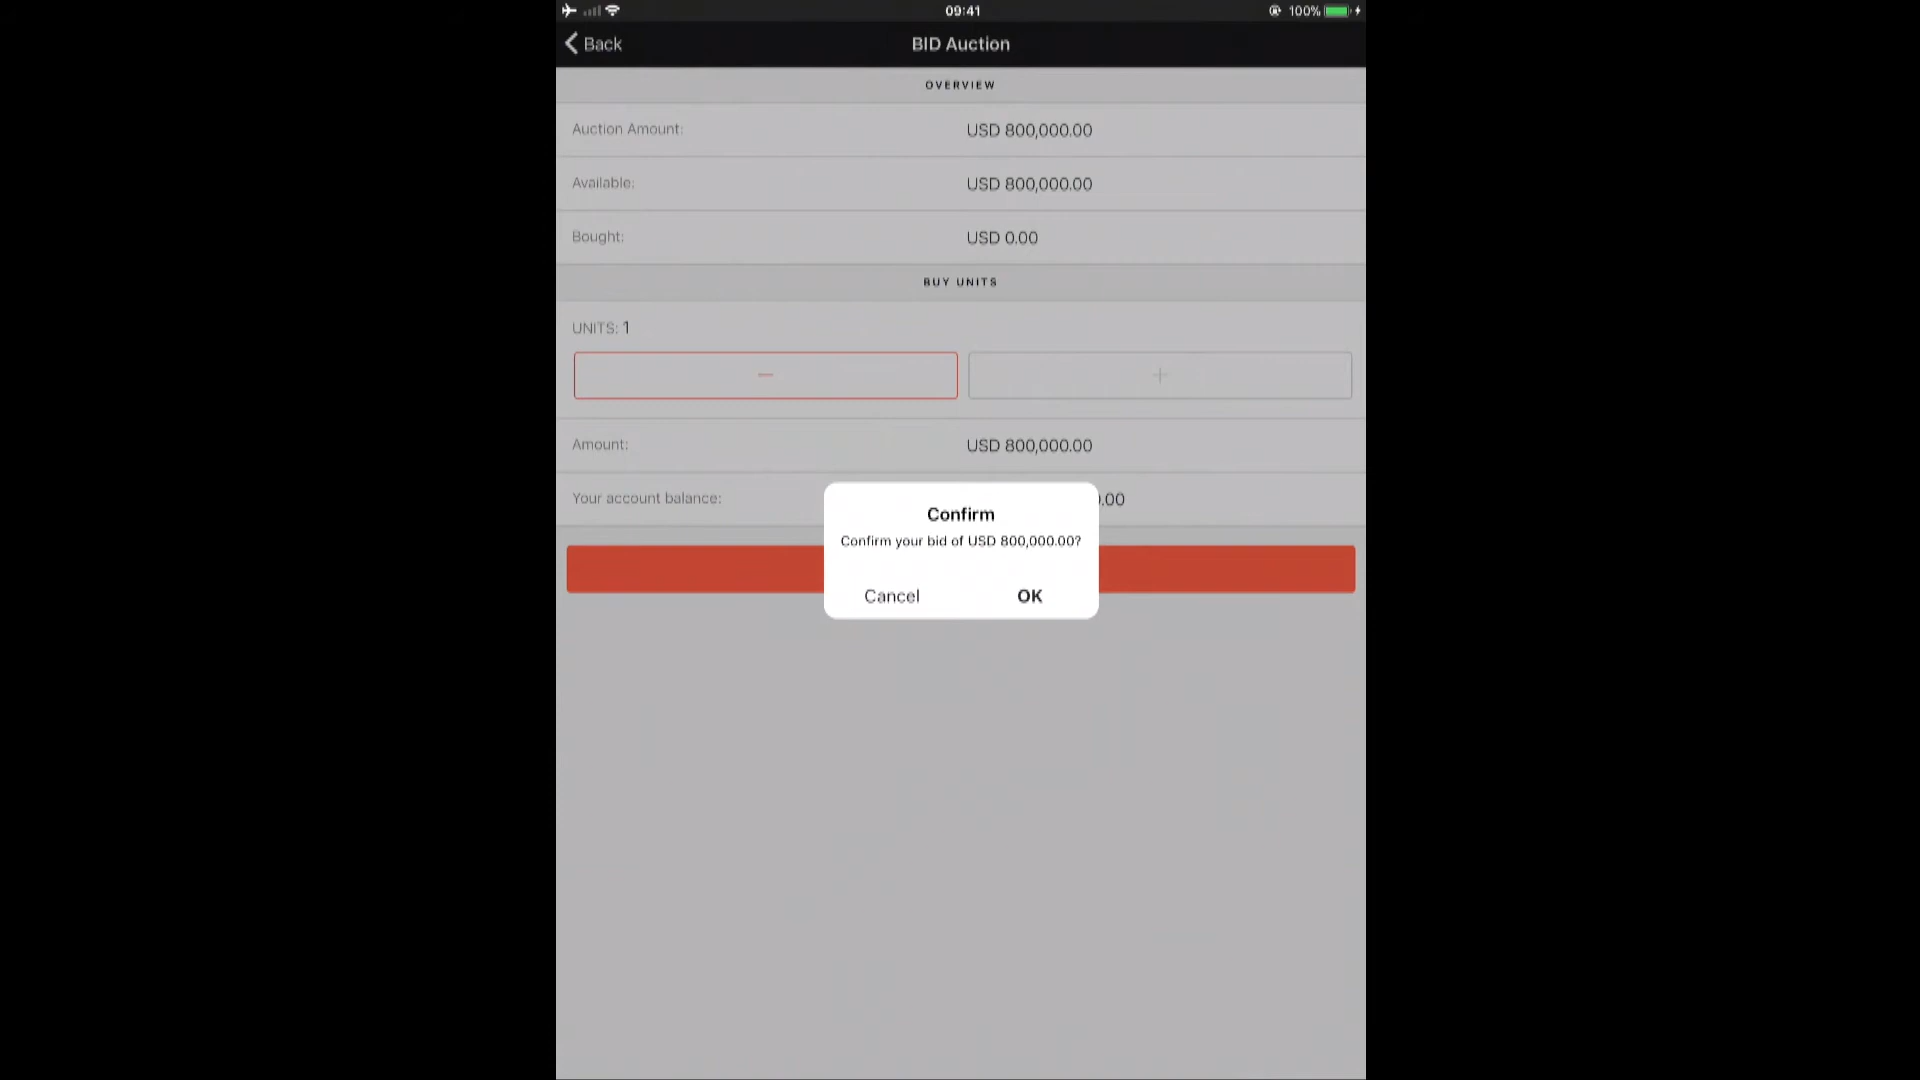 09:41
100%
Back
BID Auction
OVERVIEW
Auction Amount: USD 800,000.00
Available: USD 800,000.00
Bought: USD 0.00
BUY UNITS
UNITS: 1
− +
Amount: USD 800,000.00
Your account balance: .00
Confirm
Confirm your bid of USD 800,000.00?
Cancel OK